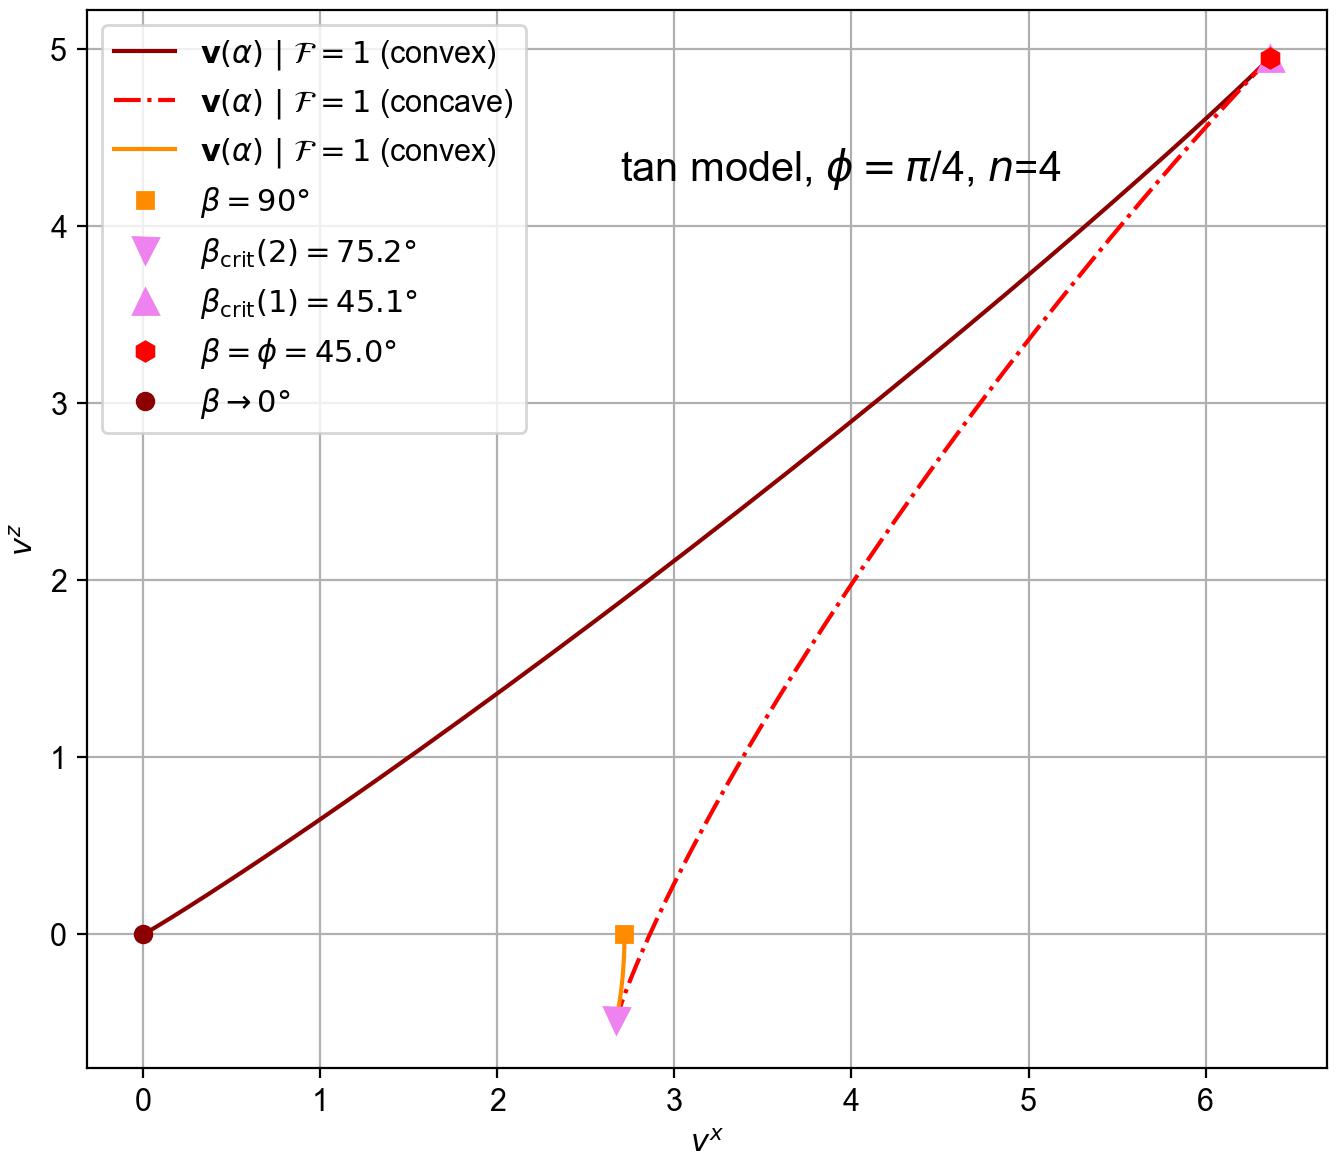 5
4
3
2
1
0
v^z
v(α) | ℱ = 1 (convex)
v(α) | ℱ = 1 (concave)
v(α) | ℱ = 1 (convex)
β = 90°
β_crit(2) = 75.2°
β_crit(1) = 45.1°
β = ϕ = 45.0°
β → 0°
tan model, ϕ = π/4, n=4
0 1 2 3 4 5 6
v^x